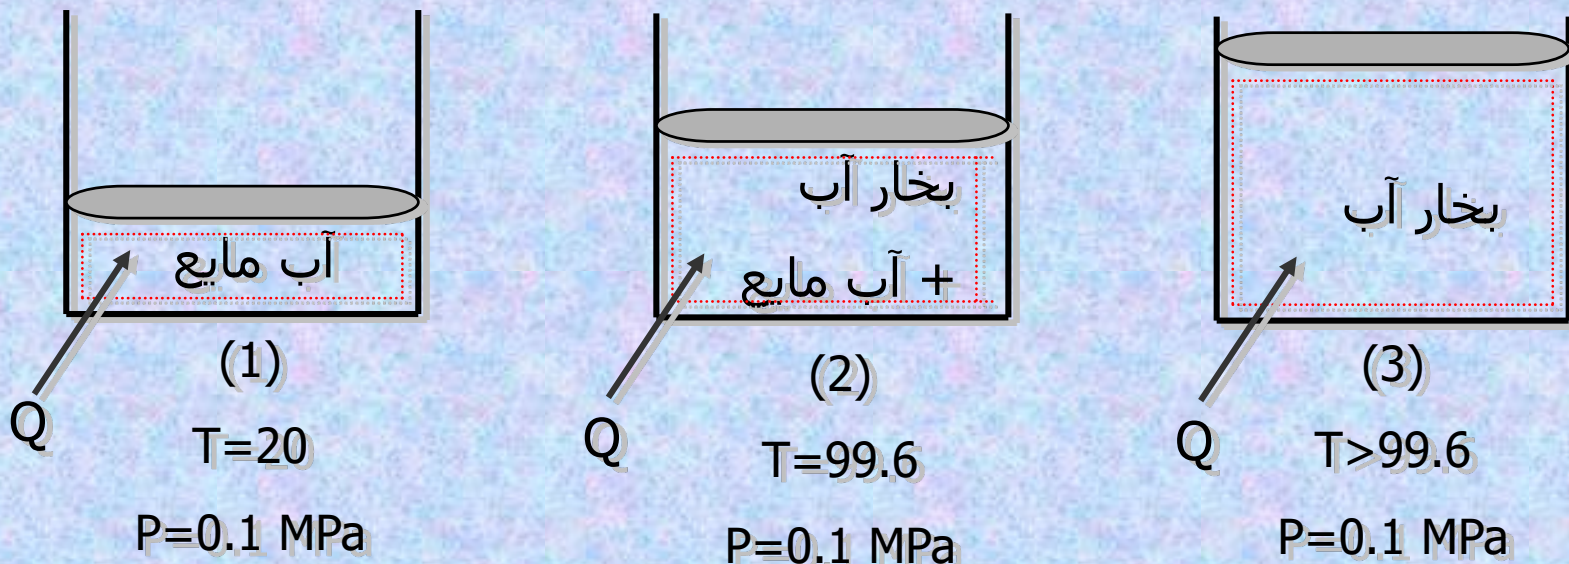 آب مایع
(1)
Q
T=20
P=0.1 MPa
بخار آب
+ آب مایع
(2)
Q
T=99.6
P=0.1 MPa
بخار آب
(3)
Q
T>99.6
P=0.1 MPa